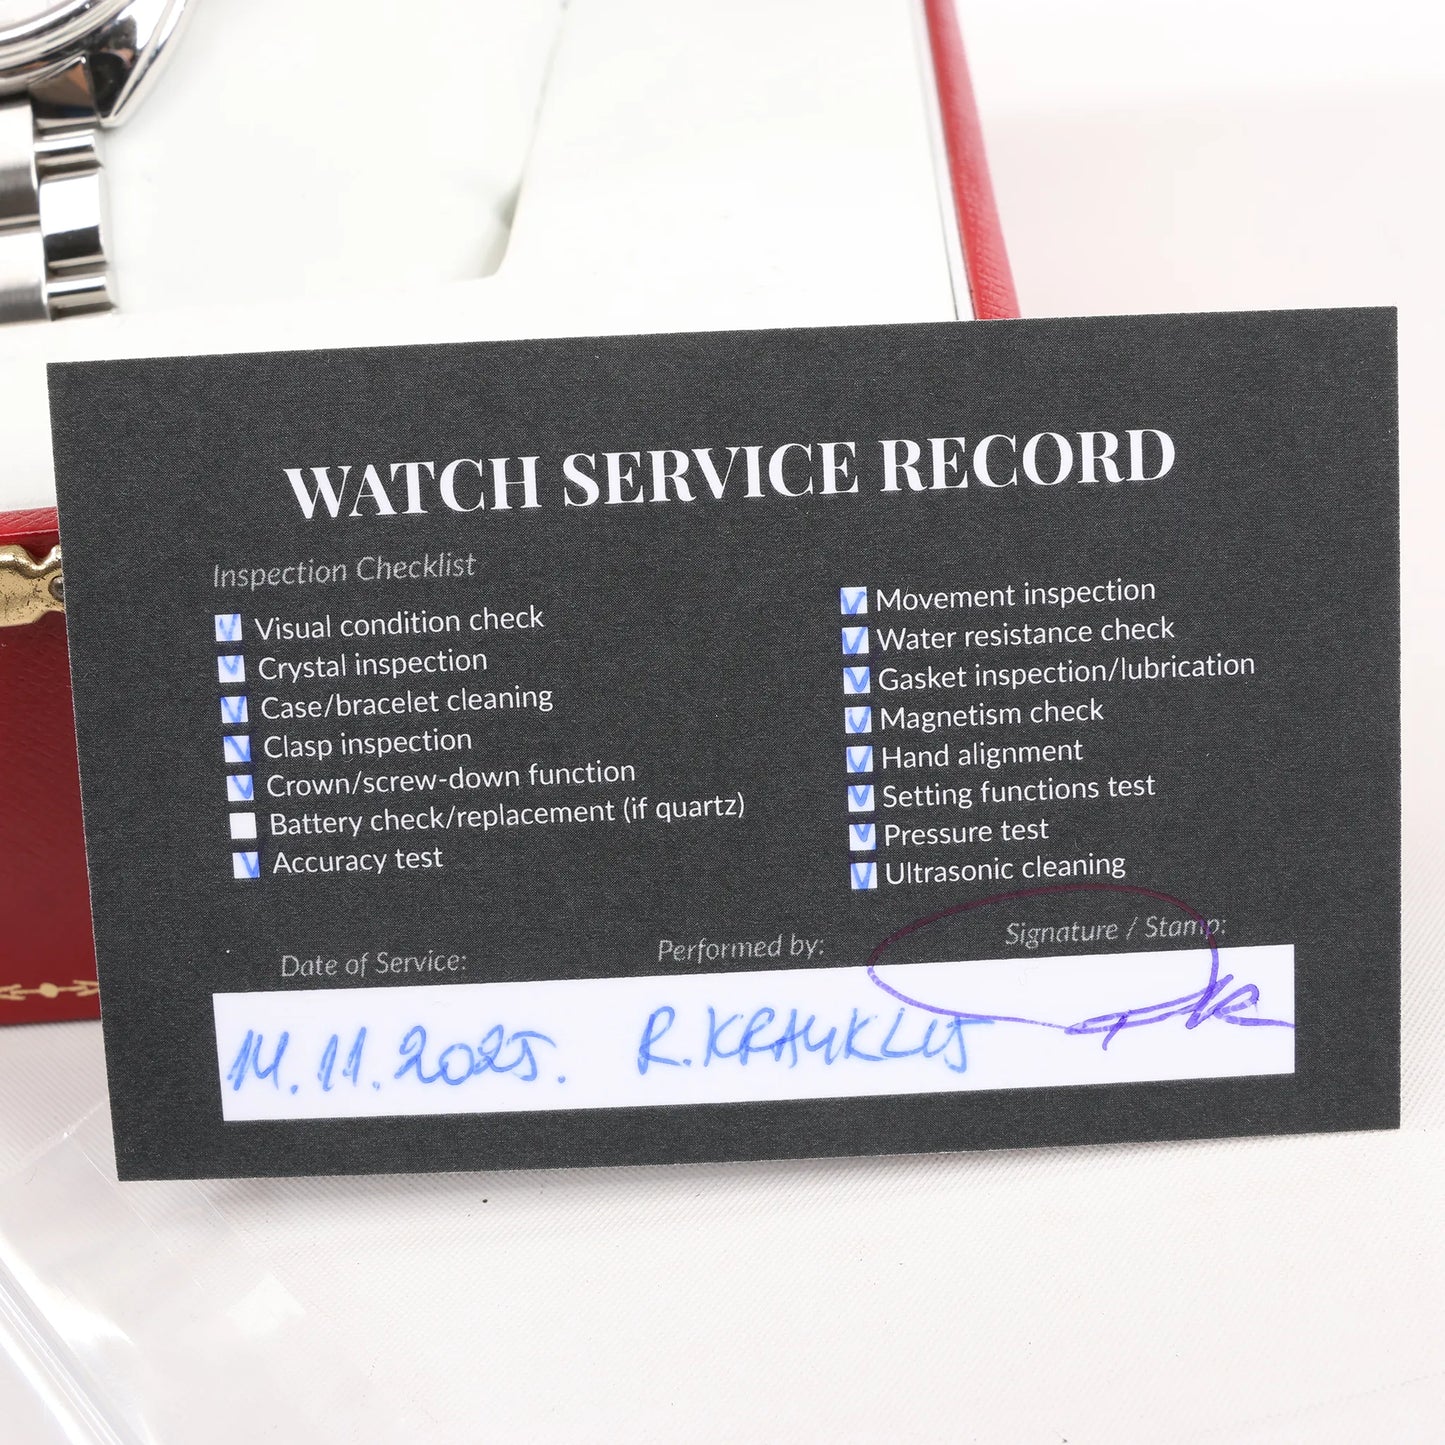 WATCH SERVICE RECORD
Inspection Checklist
Visual condition check
Crystal inspection
Case/bracelet cleaning
Clasp inspection
Crown/screw-down function
Battery check/replacement (if quartz)
Accuracy test
Movement inspection
Water resistance check
Gasket inspection/lubrication
Magnetism check
Hand alignment
Setting functions test
Pressure test
Ultrasonic cleaning
Date of Service:
Performed by:
Signature / Stamp:
14.11.2025.
R.KRAUKLIS